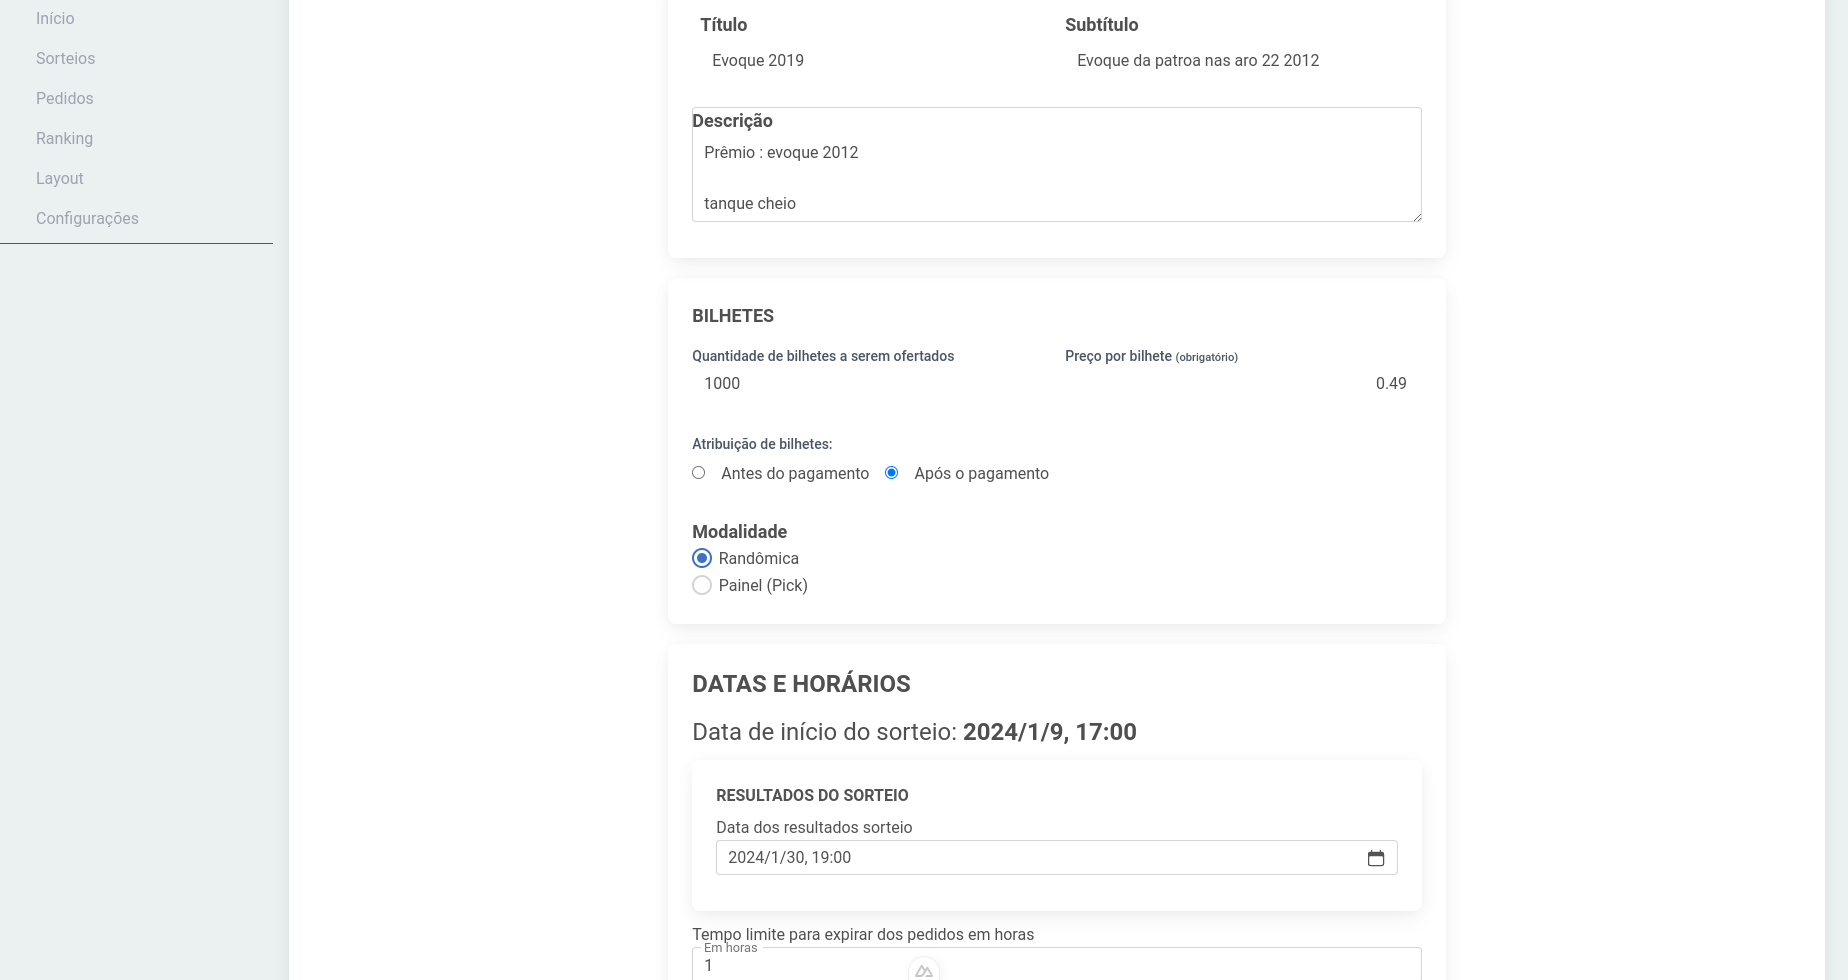 Início
Sorteios
Pedidos
Ranking
Layout
Configurações
Título
Subtítulo
Evoque 2019
Evoque da patroa nas aro 22 2012
Descrição
Prêmio : evoque 2012
tanque cheio
BILHETES
Quantidade de bilhetes a serem ofertados
Preço por bilhete (obrigatório)
1000
0.49
Atribuição de bilhetes:
Antes do pagamento
Após o pagamento
Modalidade
Randômica
Painel (Pick)
DATAS E HORÁRIOS
Data de início do sorteio: 2024/1/9, 17:00
RESULTADOS DO SORTEIO
Data dos resultados sorteio
2024/1/30, 19:00
Tempo limite para expirar dos pedidos em horas
Em horas
1